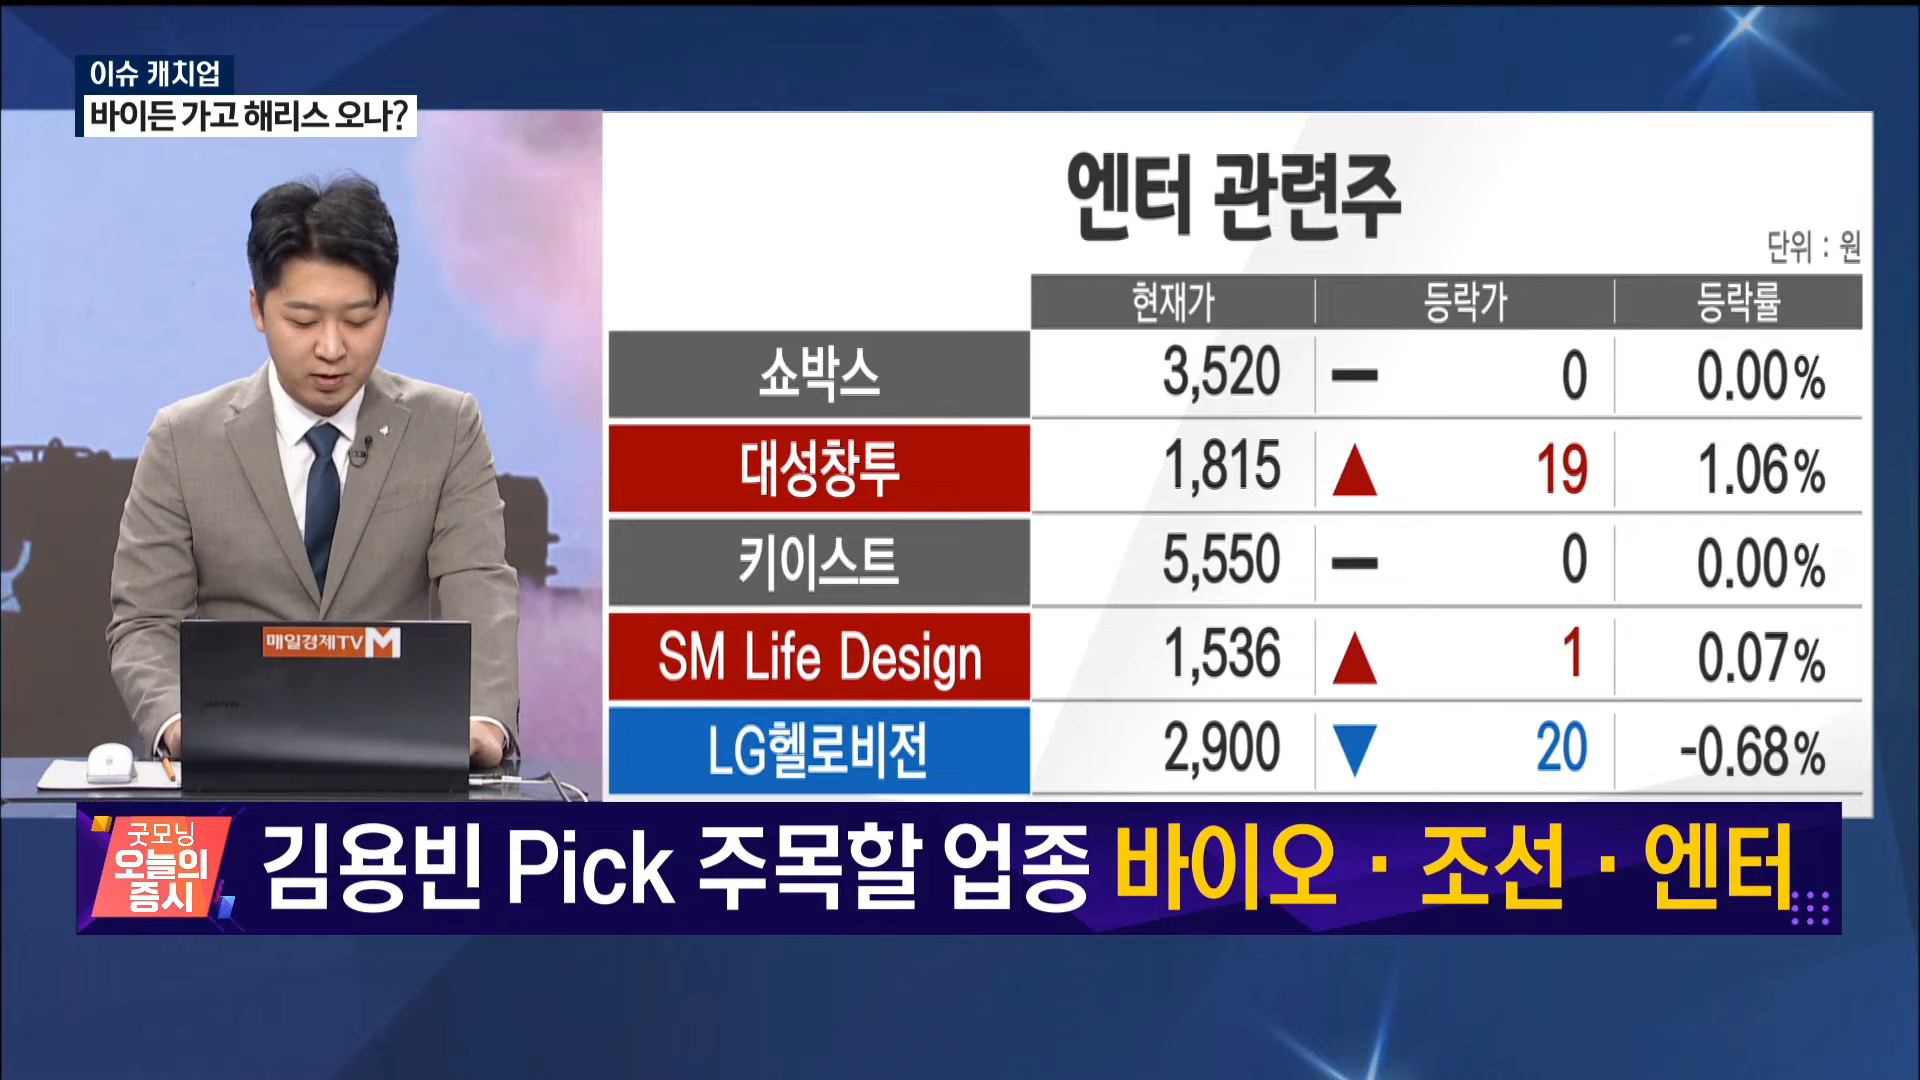 이슈 캐치업
바이든 가고 해리스 오나?
엔터 관련주
단위 : 원
현재가 등락가 등락률
쇼박스 3,520 0 0.00%
대성창투 1,815 ▲ 19 1.06%
키이스트 5,550 0 0.00%
SM Life Design 1,536 ▲ 1 0.07%
LG헬로비전 2,900 ▼ 20 -0.68%
매일경제TV M
굿모닝
오늘의
증시
김용빈 Pick 주목할 업종 바이오 · 조선 · 엔터